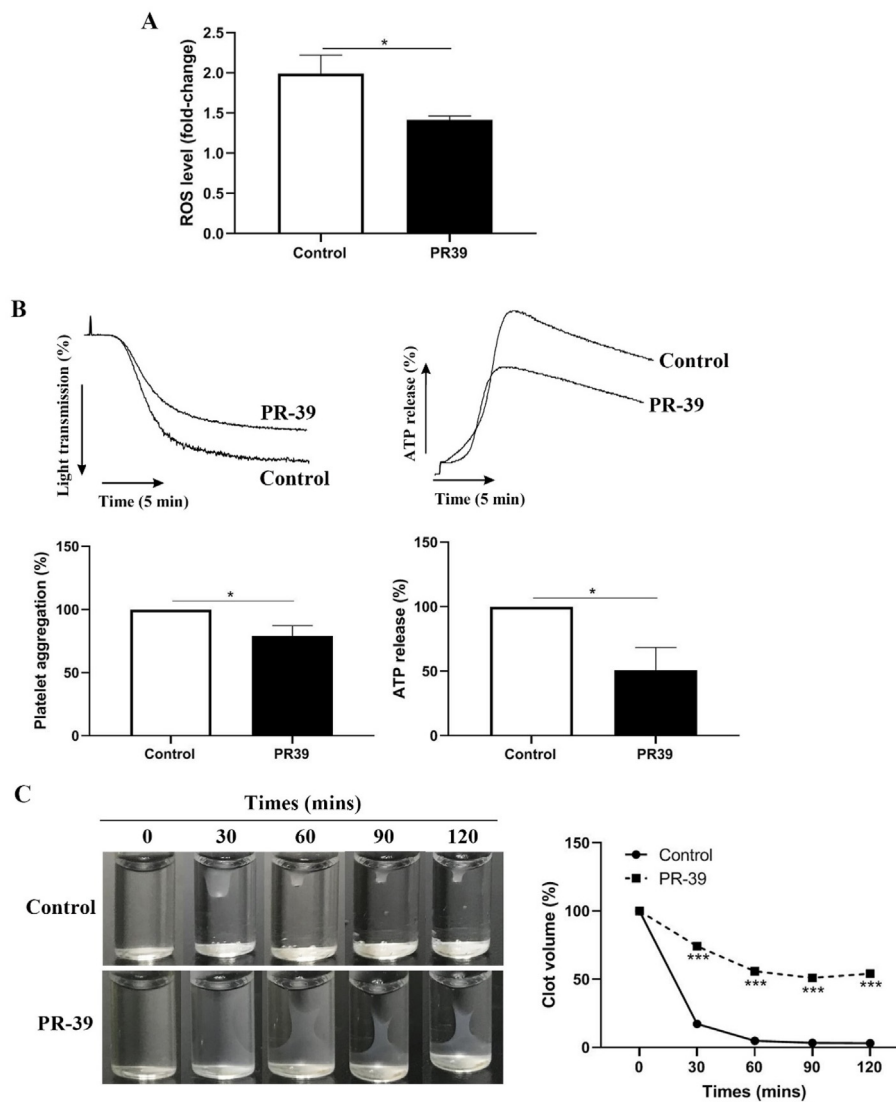 A
*
ROS level (fold-change)
2.5
2.0
1.5
1.0
0.5
0.0
Control
PR39
B
Light transmission (%)
PR-39
Control
Time (5 min)
ATP release (%)
Control
PR-39
Time (5 min)
Platelet aggregation (%)
150
100
50
0
*
Control
PR39
ATP release (%)
150
100
50
0
*
Control
PR39
C
Times (mins)
0 30 60 90 120
Control
PR-39
Clot volume (%)
150
100
50
0
Control
PR-39
*** *** *** ***
0 30 60 90 120
Times (mins)